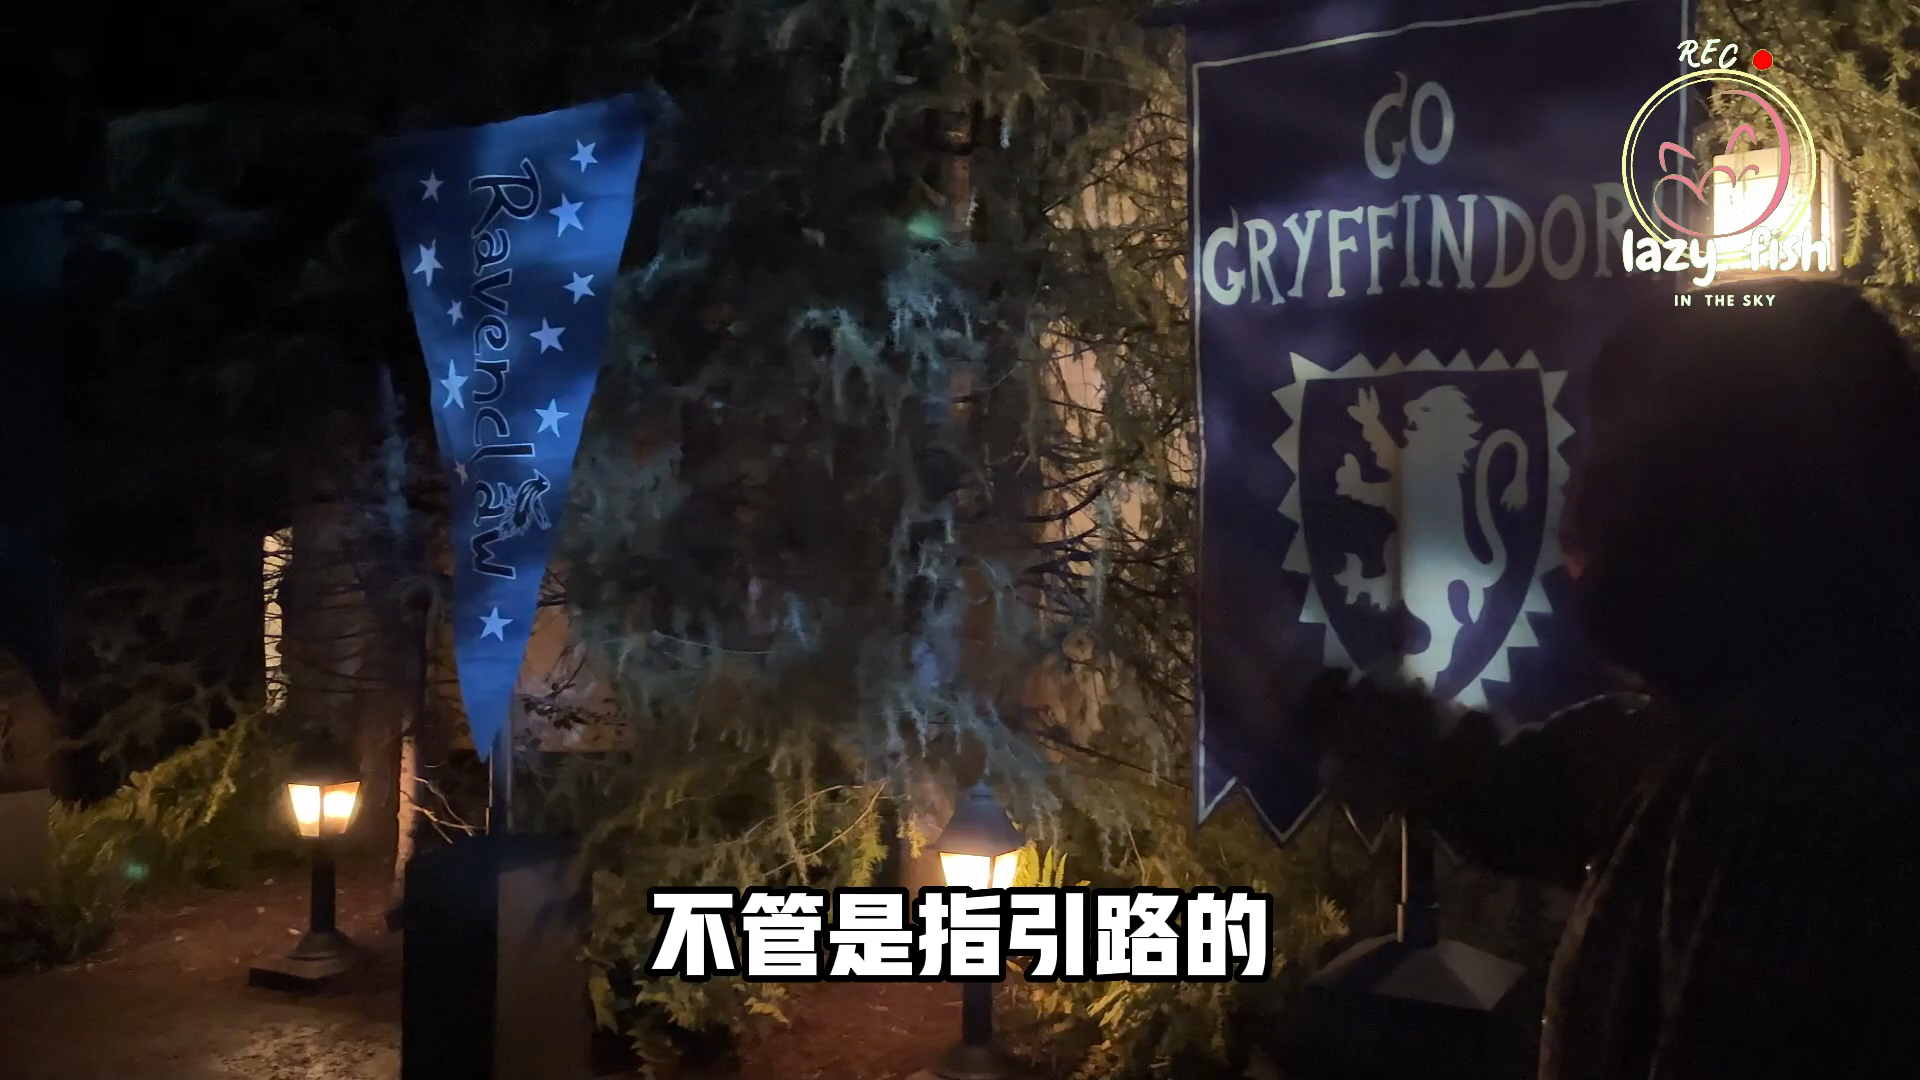 REC
lazy fish
IN THE SKY
Ravenclaw
GO
GRYFFINDOR
不管是指引路的